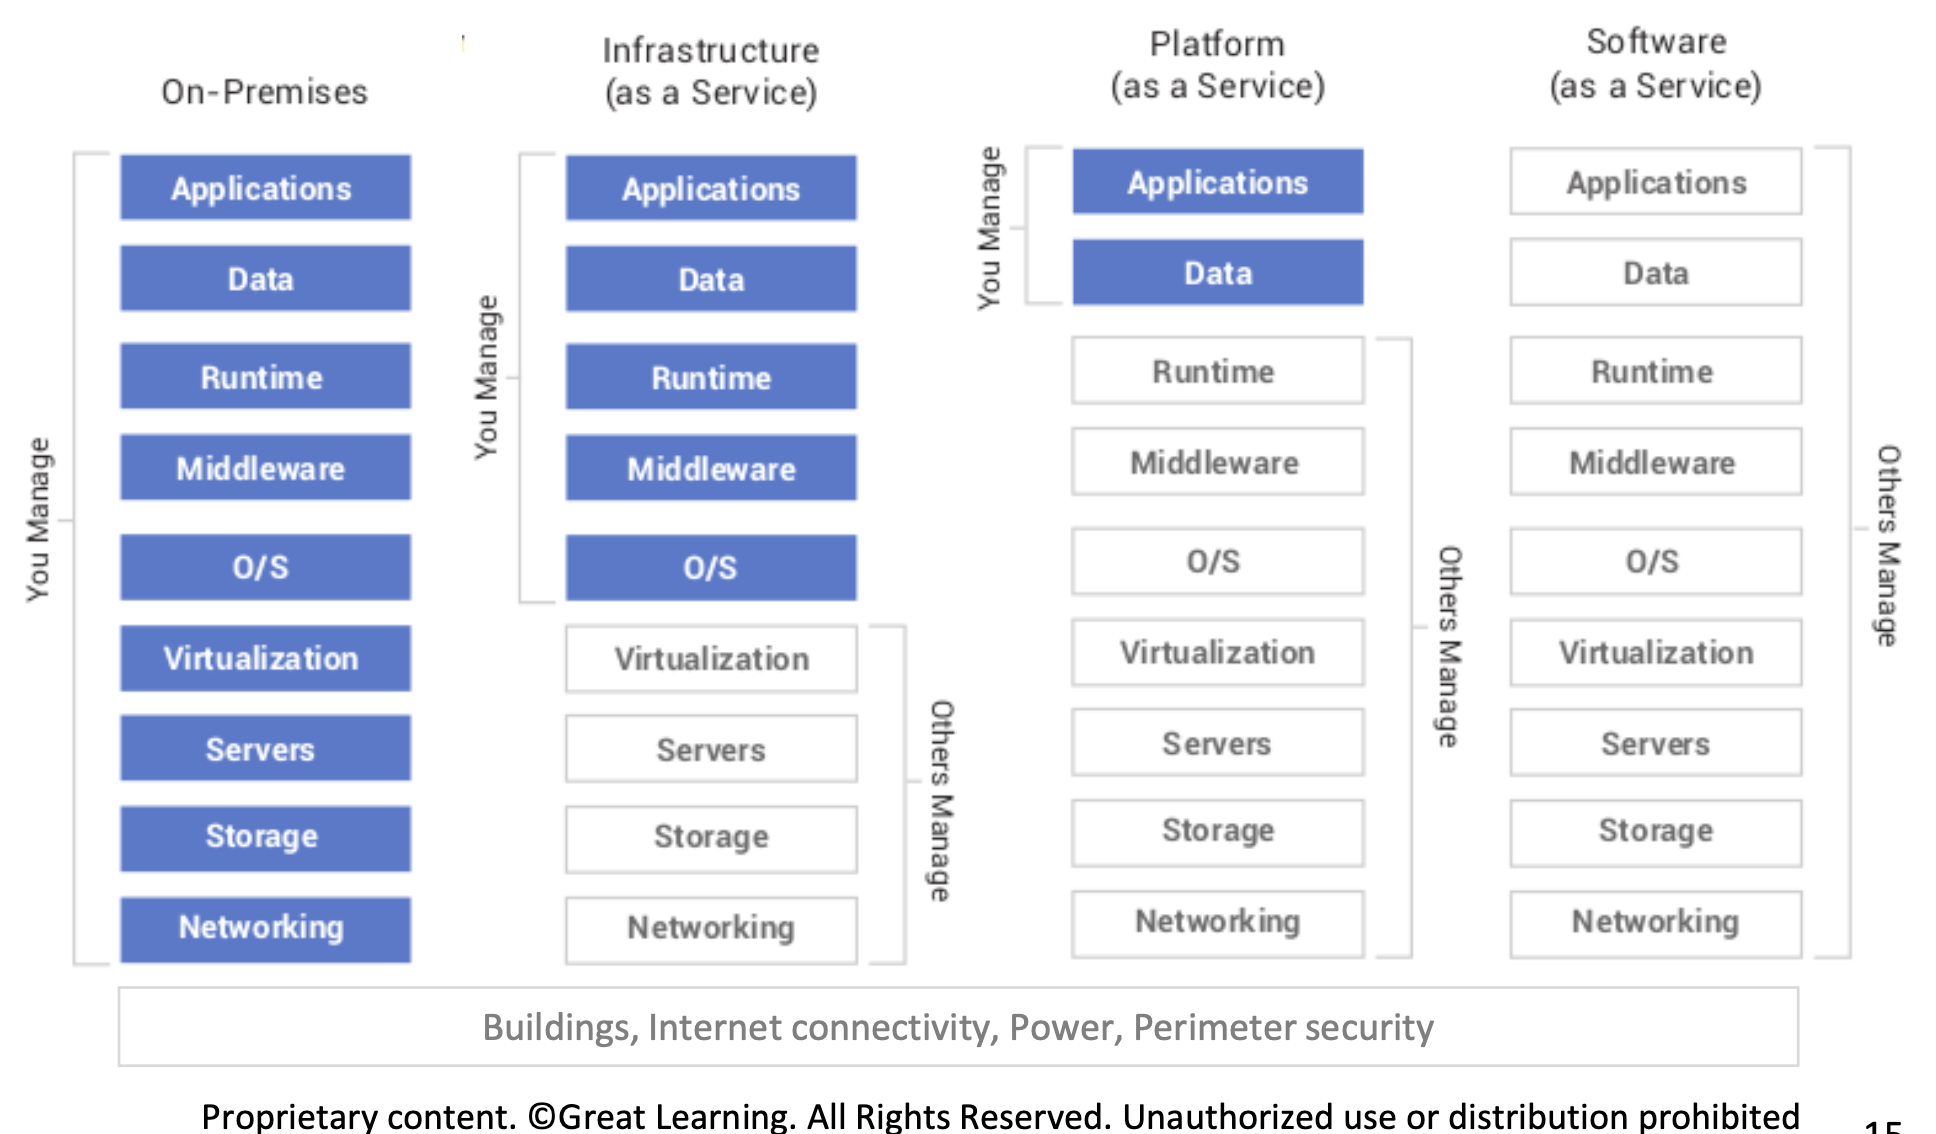 On-Premises
You Manage
Applications
Data
Runtime
Middleware
O/S
Virtualization
Servers
Storage
Networking
Infrastructure
(as a Service)
You Manage
Applications
Data
Runtime
Middleware
O/S
Virtualization
Servers
Storage
Networking
Others Manage
Platform
(as a Service)
You Manage
Applications
Data
Runtime
Middleware
O/S
Virtualization
Servers
Storage
Networking
Others Manage
Software
(as a Service)
Applications
Data
Runtime
Middleware
O/S
Virtualization
Servers
Storage
Networking
Others Manage
Buildings, Internet connectivity, Power, Perimeter security
Proprietary content. ©Great Learning. All Rights Reserved. Unauthorized use or distribution prohibited
15